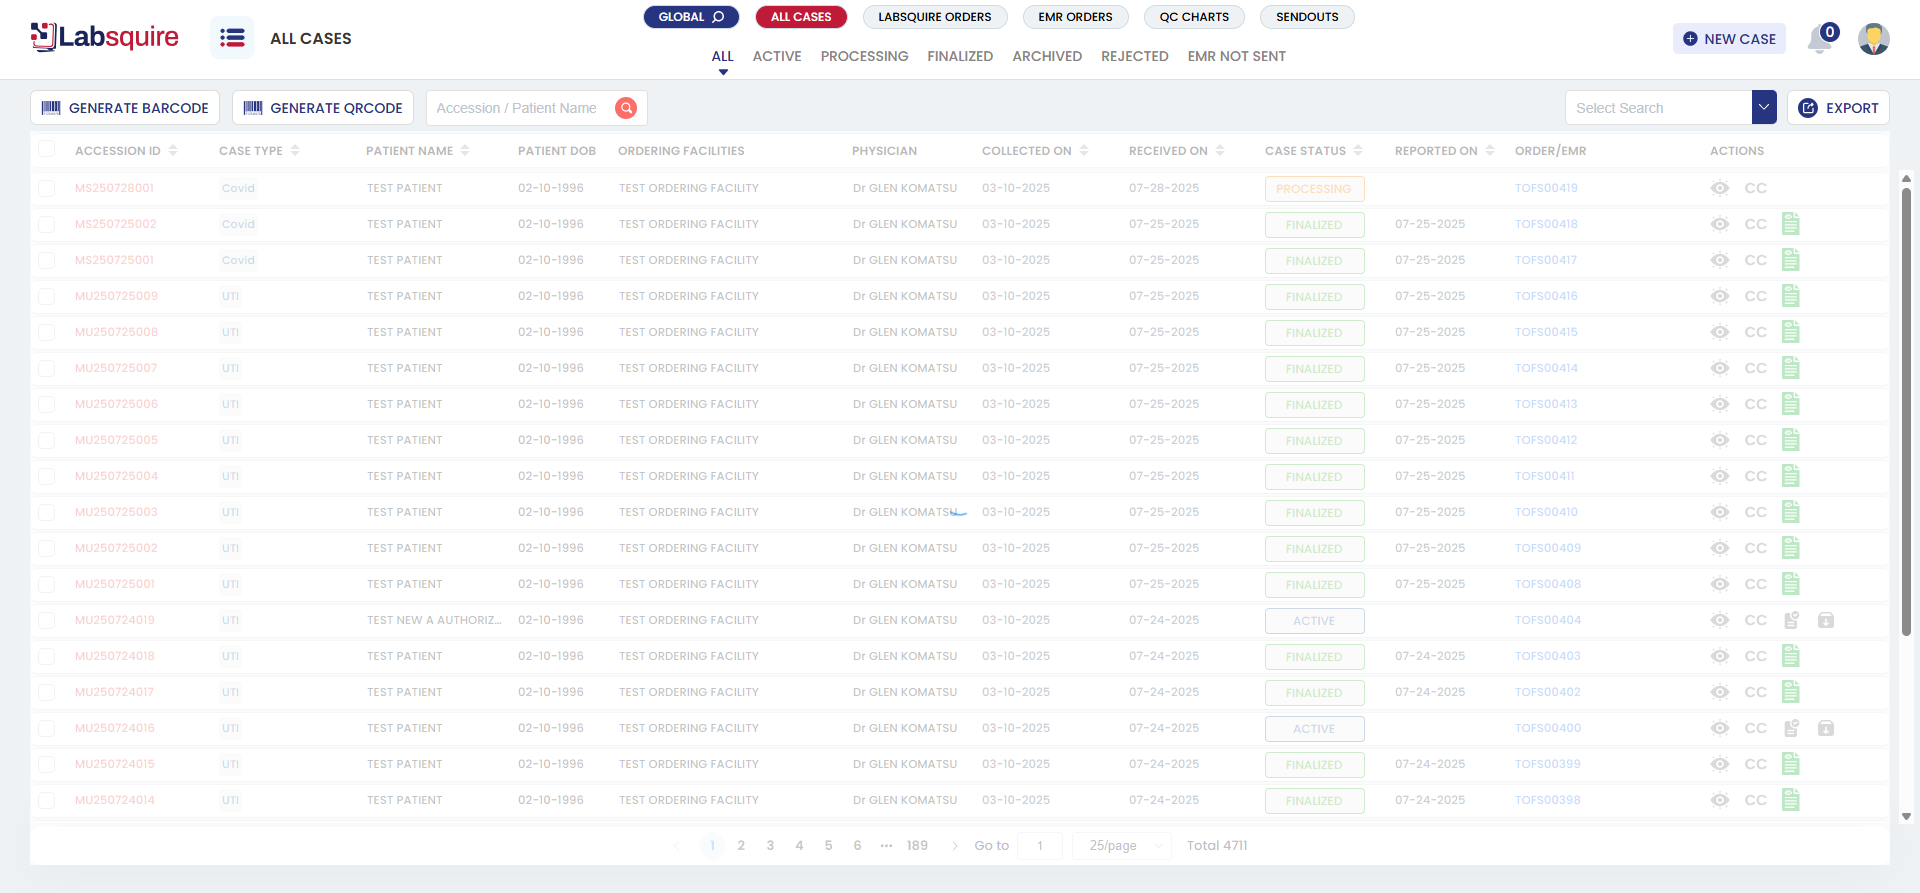 Labsquire
ALL CASES
GLOBAL
ALL CASES
LABSQUIRE ORDERS
EMR ORDERS
QC CHARTS
SENDOUTS
ALL
ACTIVE
PROCESSING
FINALIZED
ARCHIVED
REJECTED
EMR NOT SENT
NEW CASE
0
GENERATE BARCODE
GENERATE QRCODE
Accession / Patient Name
Select Search
EXPORT
ACCESSION ID CASE TYPE PATIENT NAME PATIENT DOB ORDERING FACILITIES PHYSICIAN COLLECTED ON RECEIVED ON CASE STATUS REPORTED ON ORDER/EMR ACTIONS
MS250728001 Covid TEST PATIENT 02-10-1996 TEST ORDERING FACILITY Dr GLEN KOMATSU 03-10-2025 07-28-2025 PROCESSING TOFS00419 CC
MS250725002 Covid TEST PATIENT 02-10-1996 TEST ORDERING FACILITY Dr GLEN KOMATSU 03-10-2025 07-25-2025 FINALIZED 07-25-2025 TOFS00418 CC
MS250725001 Covid TEST PATIENT 02-10-1996 TEST ORDERING FACILITY Dr GLEN KOMATSU 03-10-2025 07-25-2025 FINALIZED 07-25-2025 TOFS00417 CC
MU250725009 UTI TEST PATIENT 02-10-1996 TEST ORDERING FACILITY Dr GLEN KOMATSU 03-10-2025 07-25-2025 FINALIZED 07-25-2025 TOFS00416 CC
MU250725008 UTI TEST PATIENT 02-10-1996 TEST ORDERING FACILITY Dr GLEN KOMATSU 03-10-2025 07-25-2025 FINALIZED 07-25-2025 TOFS00415 CC
MU250725007 UTI TEST PATIENT 02-10-1996 TEST ORDERING FACILITY Dr GLEN KOMATSU 03-10-2025 07-25-2025 FINALIZED 07-25-2025 TOFS00414 CC
MU250725006 UTI TEST PATIENT 02-10-1996 TEST ORDERING FACILITY Dr GLEN KOMATSU 03-10-2025 07-25-2025 FINALIZED 07-25-2025 TOFS00413 CC
MU250725005 UTI TEST PATIENT 02-10-1996 TEST ORDERING FACILITY Dr GLEN KOMATSU 03-10-2025 07-25-2025 FINALIZED 07-25-2025 TOFS00412 CC
MU250725004 UTI TEST PATIENT 02-10-1996 TEST ORDERING FACILITY Dr GLEN KOMATSU 03-10-2025 07-25-2025 FINALIZED 07-25-2025 TOFS00411 CC
MU250725003 UTI TEST PATIENT 02-10-1996 TEST ORDERING FACILITY Dr GLEN KOMATSU 03-10-2025 07-25-2025 FINALIZED 07-25-2025 TOFS00410 CC
MU250725002 UTI TEST PATIENT 02-10-1996 TEST ORDERING FACILITY Dr GLEN KOMATSU 03-10-2025 07-25-2025 FINALIZED 07-25-2025 TOFS00409 CC
MU250725001 UTI TEST PATIENT 02-10-1996 TEST ORDERING FACILITY Dr GLEN KOMATSU 03-10-2025 07-25-2025 FINALIZED 07-25-2025 TOFS00408 CC
MU250724019 UTI TEST NEW A AUTHORIZ... 02-10-1996 TEST ORDERING FACILITY Dr GLEN KOMATSU 03-10-2025 07-24-2025 ACTIVE TOFS00404 CC
MU250724018 UTI TEST PATIENT 02-10-1996 TEST ORDERING FACILITY Dr GLEN KOMATSU 03-10-2025 07-24-2025 FINALIZED 07-24-2025 TOFS00403 CC
MU250724017 UTI TEST PATIENT 02-10-1996 TEST ORDERING FACILITY Dr GLEN KOMATSU 03-10-2025 07-24-2025 FINALIZED 07-24-2025 TOFS00402 CC
MU250724016 UTI TEST PATIENT 02-10-1996 TEST ORDERING FACILITY Dr GLEN KOMATSU 03-10-2025 07-24-2025 ACTIVE TOFS00400 CC
MU250724015 UTI TEST PATIENT 02-10-1996 TEST ORDERING FACILITY Dr GLEN KOMATSU 03-10-2025 07-24-2025 FINALIZED 07-24-2025 TOFS00399 CC
MU250724014 UTI TEST PATIENT 02-10-1996 TEST ORDERING FACILITY Dr GLEN KOMATSU 03-10-2025 07-24-2025 FINALIZED 07-24-2025 TOFS00398 CC
1 2 3 4 5 6 ••• 189 Go to 1 25/page Total 4711